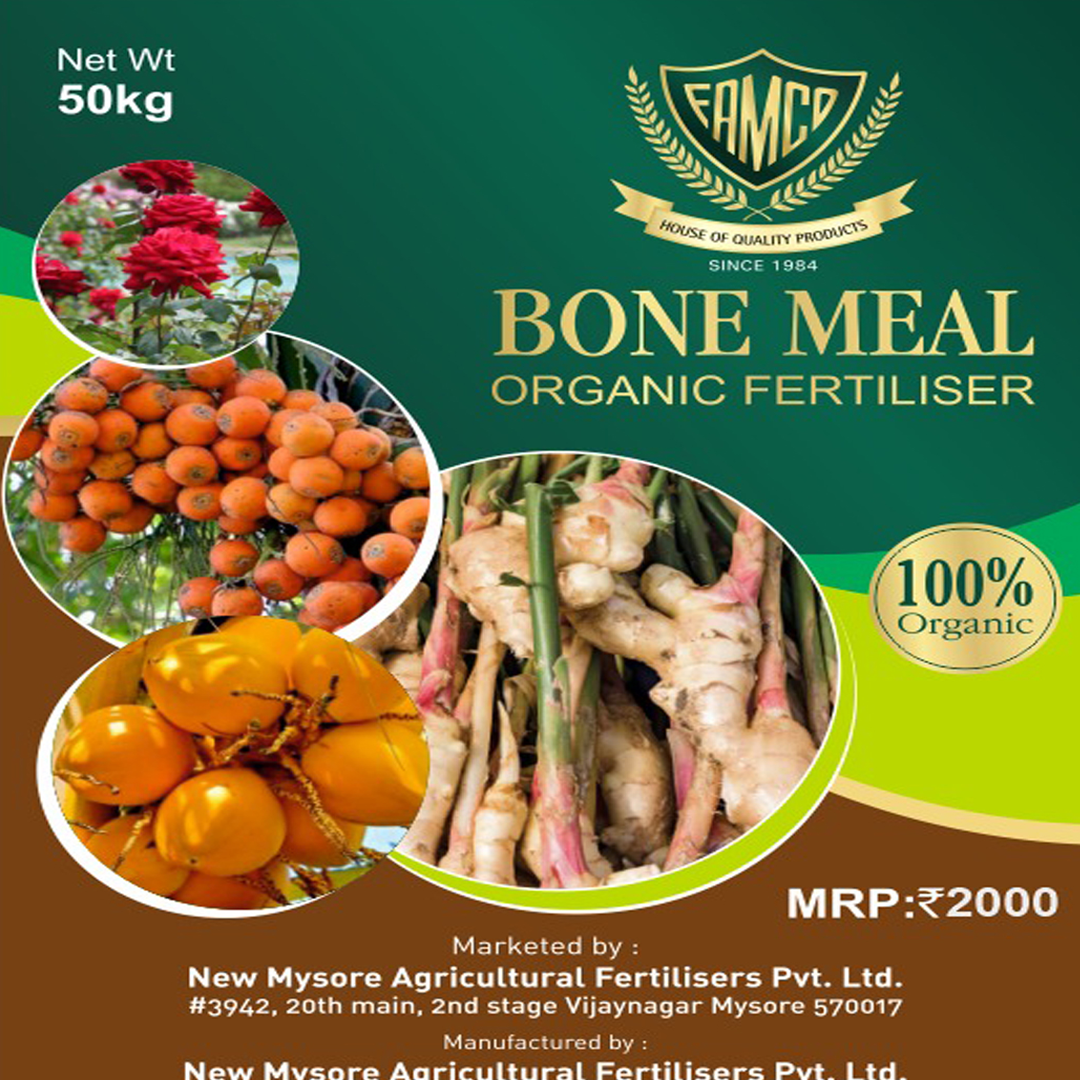 Net Wt
50kg
FAMCO
HOUSE OF QUALITY PRODUCTS
SINCE 1984
BONE MEAL
ORGANIC FERTILISER
100%
Organic
MRP:₹2000
Marketed by :
New Mysore Agricultural Fertilisers Pvt. Ltd.
#3942, 20th main, 2nd stage Vijaynagar Mysore 570017
Manufactured by :
New Mysore Agricultural Fertilisers Pvt. Ltd.